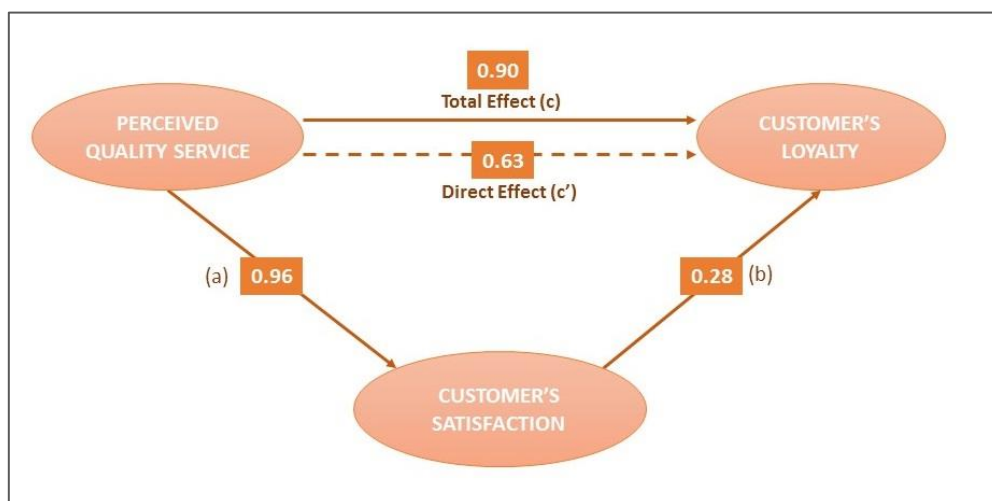 0.90
Total Effect (c)
PERCEIVED
QUALITY SERVICE
CUSTOMER’S
LOYALTY
0.63
Direct Effect (c’)
(a)
0.96
0.28
(b)
CUSTOMER’S
SATISFACTION